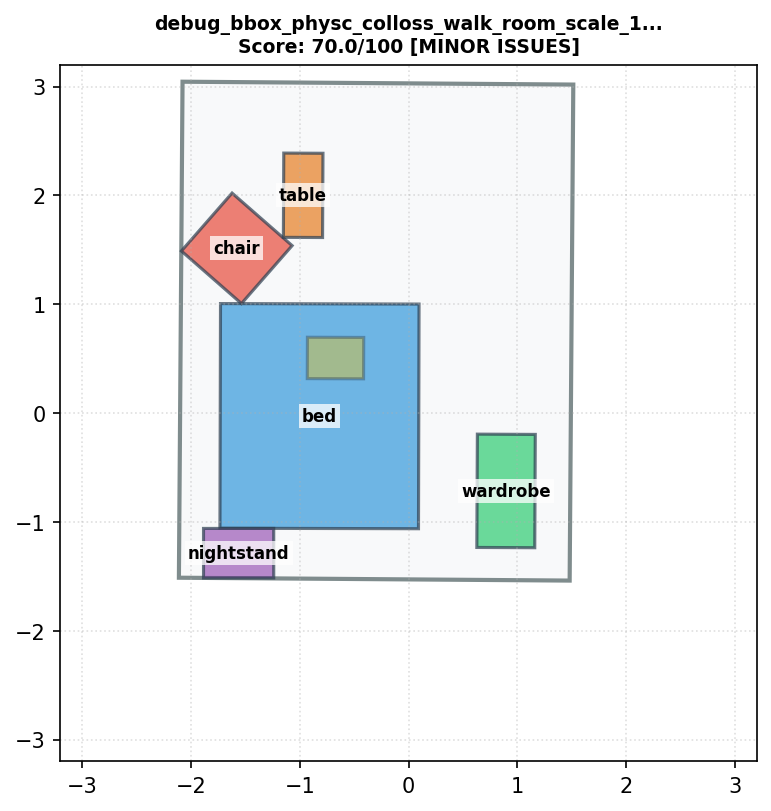 debug_bbox_physc_colloss_walk_room_scale_1...
Score: 70.0/100 [MINOR ISSUES]
3
2
1
0
−1
−2
−3
table
chair
bed
wardrobe
nightstand
−3
−2
−1
0
1
2
3